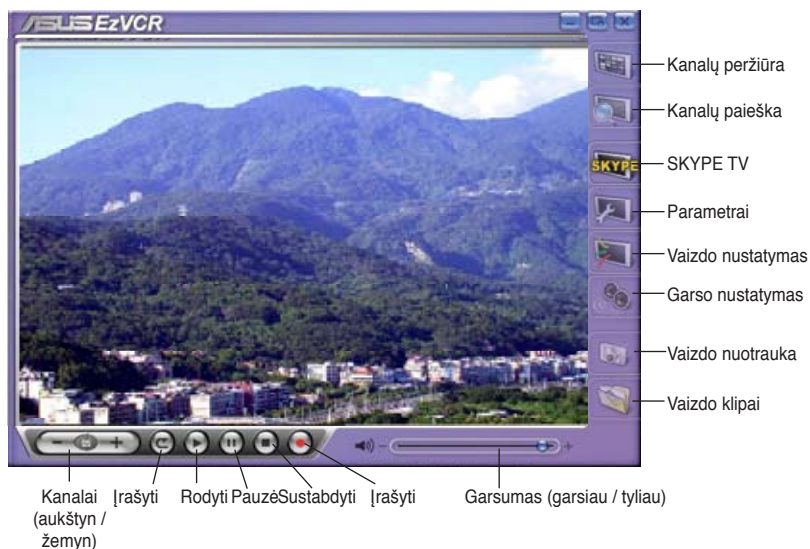 ASUS EzVCR
Kanalų peržiūra
Kanalų paieška
SKYPE
SKYPE TV
Parametrai
Vaizdo nustatymas
Garso nustatymas
Vaizdo nuotrauka
Vaizdo klipai
Kanalai
(aukštyn /
žemyn)
Įrašyti
Rodyti
Pauzė
Sustabdyti
Įrašyti
Garsumas (garsiau / tyliau)